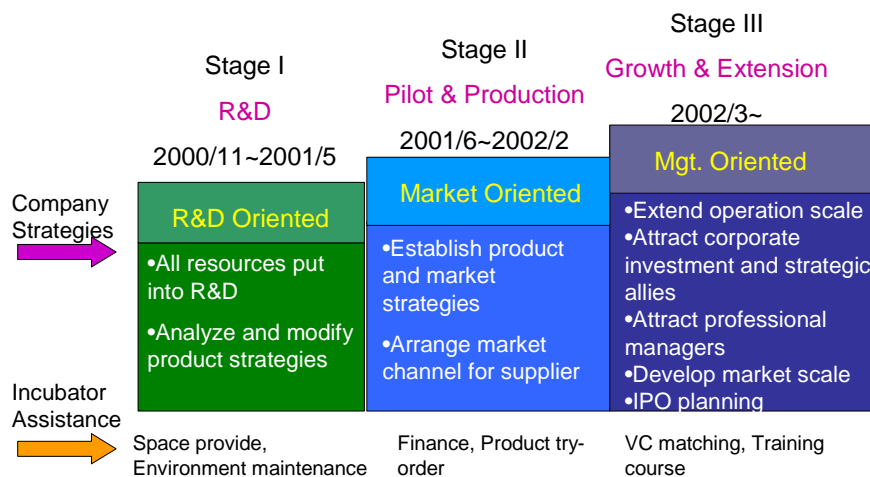 Stage I
R&D
2000/11~2001/5
Stage II
Pilot & Production
2001/6~2002/2
Stage III
Growth & Extension
2002/3~
Company
Strategies
R&D Oriented
•All resources put
into R&D
•Analyze and modify
product strategies
Market Oriented
•Establish product
and market
strategies
•Arrange market
channel for supplier
Mgt. Oriented
•Extend operation scale
•Attract corporate
investment and strategic
allies
•Attract professional
managers
•Develop market scale
•IPO planning
Incubator
Assistance
Space provide,
Environment maintenance
Finance, Product try-
order
VC matching, Training
course